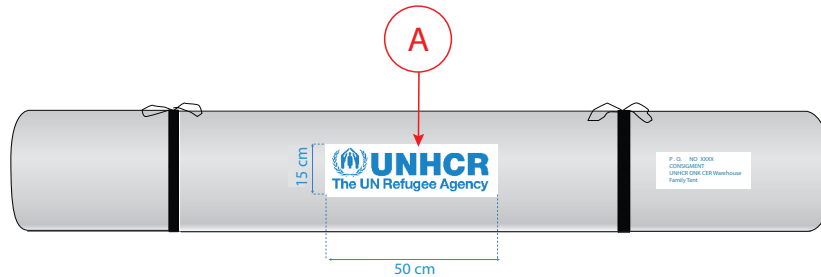 A
15 cm
UNHCR
The UN Refugee Agency
P. O. NO XXXX
CONSIGMENT
UNHCR DNK CER Warehouse
Family Tent
50 cm